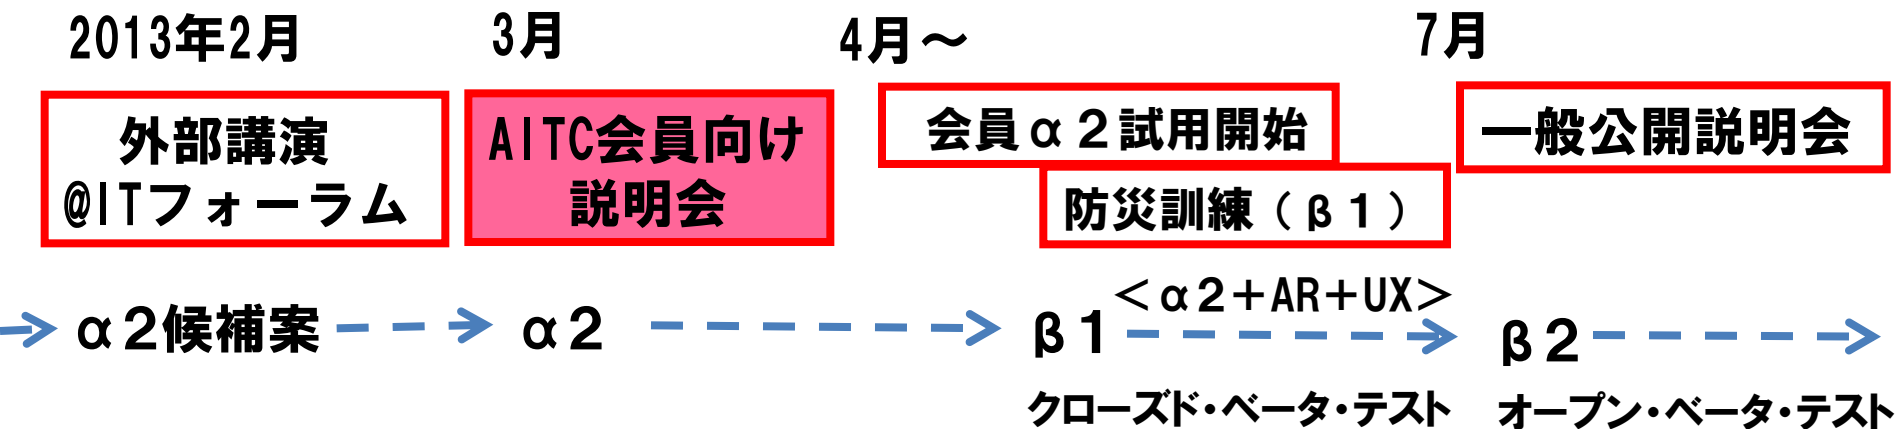 2013年2月
3月
4月～
7月
外部講演
@ITフォーラム
AITC会員向け
説明会
会員α2試用開始
防災訓練（β1）
一般公開説明会
α2候補案
α2
β1
＜α2＋AR＋UX＞
β2
クローズド・ベータ・テスト
オープン・ベータ・テスト